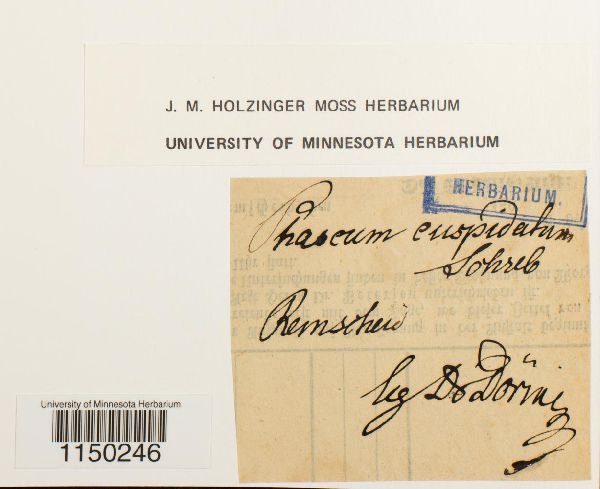 J. M. HOLZINGER MOSS HERBARIUM
UNIVERSITY OF MINNESOTA HERBARIUM
HERBARIUM.
Phascum cuspidatum
Schreb
Remscheid
leg Dr Döring
University of Minnesota Herbarium
1150246